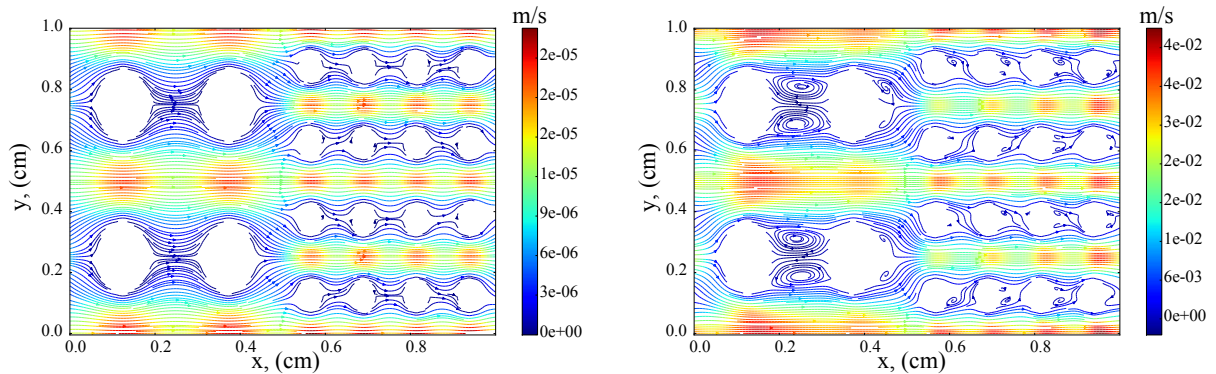 m/s
1.0
0.8
0.6
0.4
0.2
0.0
y, (cm)
0.0 0.2 0.4 0.6 0.8
x, (cm)
2e-05
2e-05
2e-05
1e-05
9e-06
6e-06
3e-06
0e+00
m/s
1.0
0.8
0.6
0.4
0.2
0.0
y, (cm)
0.0 0.2 0.4 0.6 0.8
x, (cm)
4e-02
4e-02
3e-02
2e-02
2e-02
1e-02
6e-03
0e+00